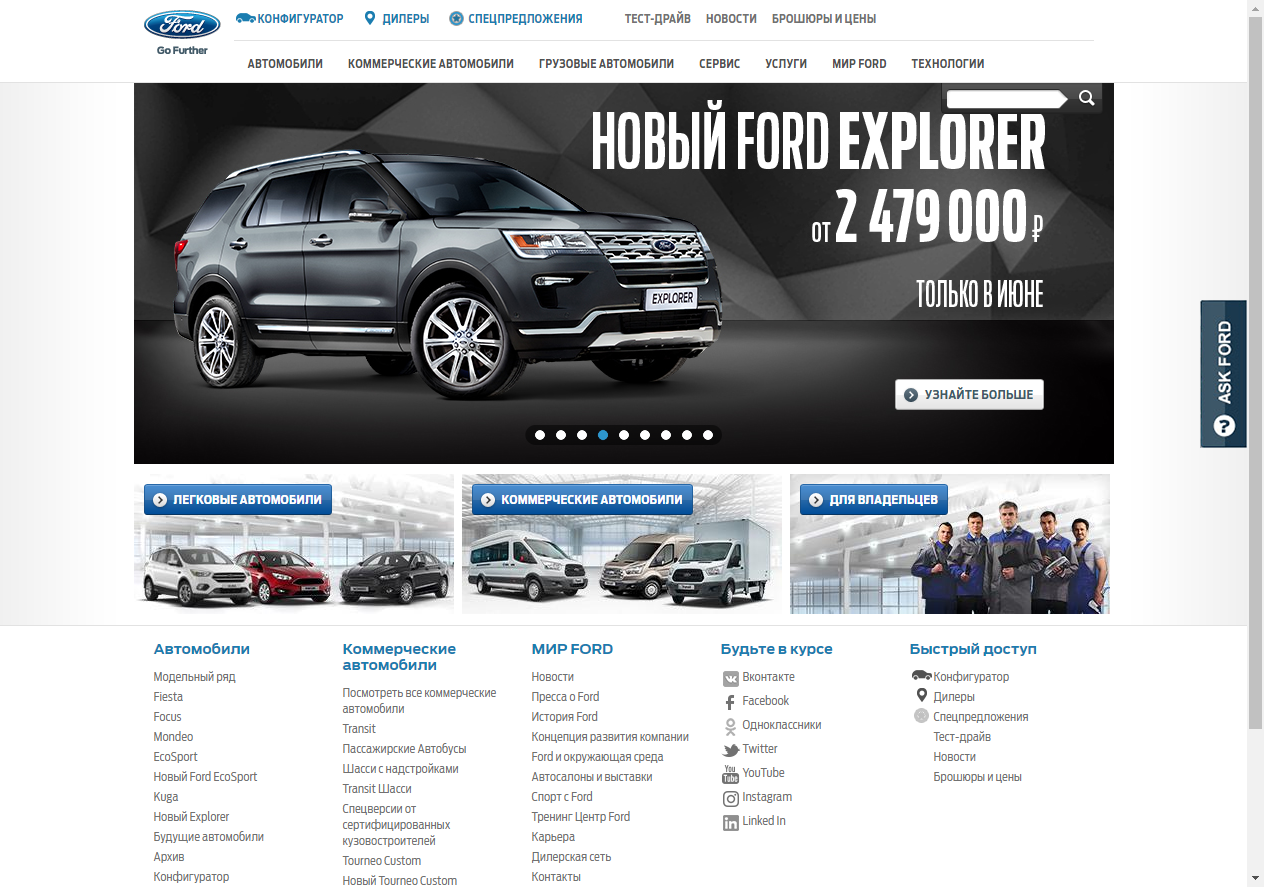 Ford
Go Further
КОНФИГУРАТОР
ДИЛЕРЫ
СПЕЦПРЕДЛОЖЕНИЯ
ТЕСТ-ДРАЙВ
НОВОСТИ
БРОШЮРЫ И ЦЕНЫ
АВТОМОБИЛИ
КОММЕРЧЕСКИЕ АВТОМОБИЛИ
ГРУЗОВЫЕ АВТОМОБИЛИ
СЕРВИС
УСЛУГИ
МИР FORD
ТЕХНОЛОГИИ
НОВЫЙ FORD EXPLORER
ОТ 2 479 000 ₽
ТОЛЬКО В ИЮНЕ
Ford
EXPLORER
УЗНАЙТЕ БОЛЬШЕ
ASK FORD
ЛЕГКОВЫЕ АВТОМОБИЛИ
КОММЕРЧЕСКИЕ АВТОМОБИЛИ
ДЛЯ ВЛАДЕЛЬЦЕВ
Автомобили
Модельный ряд
Fiesta
Focus
Mondeo
EcoSport
Новый Ford EcoSport
Kuga
Новый Explorer
Будущие автомобили
Архив
Конфигуратор
Коммерческие
автомобили
Посмотреть все коммерческие
автомобили
Transit
Пассажирские Автобусы
Шасси с надстройками
Transit Шасси
Спецверсии от
сертифицированных
кузовостроителей
Tourneo Custom
Новый Tourneo Custom
МИР FORD
Новости
Пресса о Ford
История Ford
Концепция развития компании
Ford и окружающая среда
Автосалоны и выставки
Спорт с Ford
Тренинг Центр Ford
Карьера
Дилерская сеть
Контакты
Будьте в курсе
Вконтакте
Facebook
Одноклассники
Twitter
You Tube
YouTube
Instagram
in
Linked In
Быстрый доступ
Конфигуратор
Дилеры
Спецпредложения
Тест-драйв
Новости
Брошюры и цены